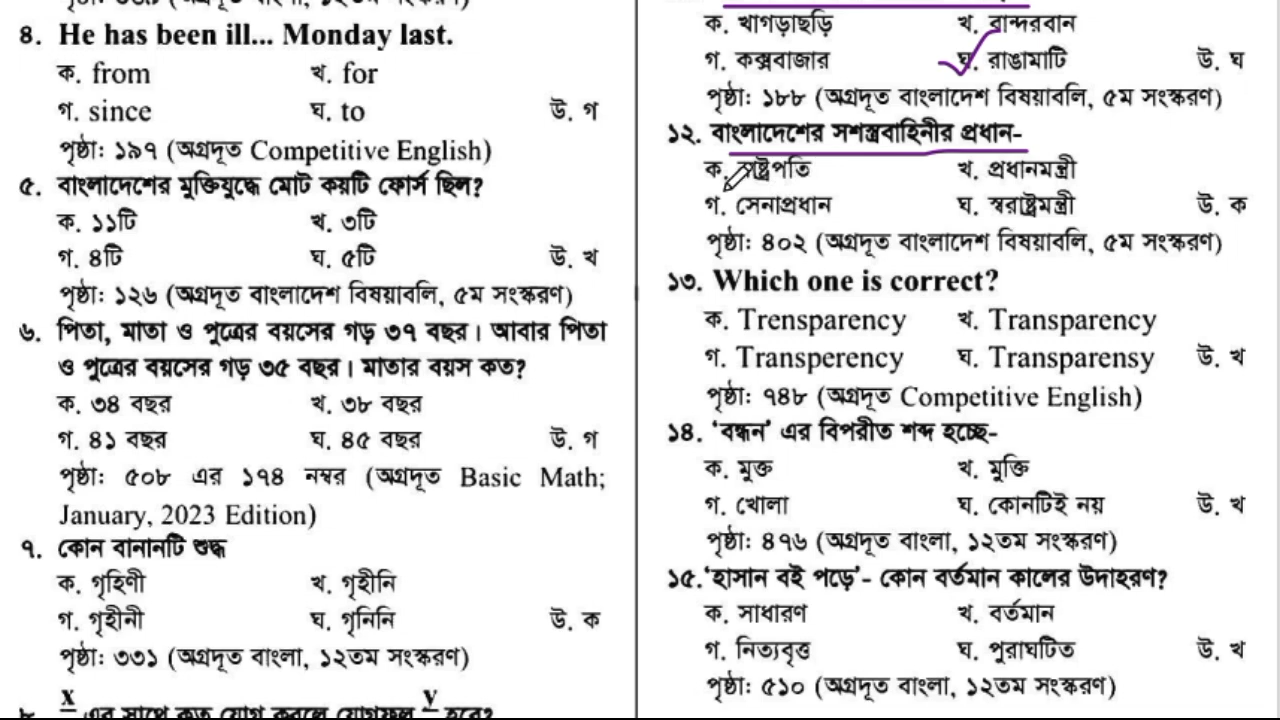 ৪. He has been ill... Monday last.
ক. from খ. for
গ. since ঘ. to উ. গ
পৃষ্ঠা: ১৯৭ (অগ্রদূত Competitive English)
৫. বাংলাদেশের মুক্তিযুদ্ধে মোট কয়টি ফোর্স ছিল?
ক. ১১টি খ. ৩টি
গ. ৪টি ঘ. ৫টি উ. খ
পৃষ্ঠা: ১২৬ (অগ্রদূত বাংলাদেশ বিষয়াবলি, ৫ম সংস্করণ)
৬. পিতা, মাতা ও পুত্রের বয়সের গড় ৩৭ বছর। আবার পিতা
ও পুত্রের বয়সের গড় ৩৫ বছর। মাতার বয়স কত?
ক. ৩৪ বছর খ. ৩৮ বছর
গ. ৪১ বছর ঘ. ৪৫ বছর উ. গ
পৃষ্ঠা: ৫০৮ এর ১৭৪ নম্বর (অগ্রদূত Basic Math;
January, 2023 Edition)
৭. কোন বানানটি শুদ্ধ
ক. গৃহিণী খ. গৃহীনি
গ. গৃহীনী ঘ. গৃনিনি উ. ক
পৃষ্ঠা: ৩৩১ (অগ্রদূত বাংলা, ১২তম সংস্করণ)
x y
৮ এর সাথে কত যোগ করলে যোগফল হবে?
ক. খাগড়াছড়ি খ. বান্দরবান
গ. কক্সবাজার ঘ. রাঙামাটি উ. ঘ
পৃষ্ঠা: ১৮৮ (অগ্রদূত বাংলাদেশ বিষয়াবলি, ৫ম সংস্করণ)
১২. বাংলাদেশের সশস্ত্রবাহিনীর প্রধান-
ক. রাষ্ট্রপতি খ. প্রধানমন্ত্রী
গ. সেনাপ্রধান ঘ. স্বরাষ্ট্রমন্ত্রী উ. ক
পৃষ্ঠা: ৪০২ (অগ্রদূত বাংলাদেশ বিষয়াবলি, ৫ম সংস্করণ)
১৩. Which one is correct?
ক. Trensparency খ. Transparency
গ. Transperency ঘ. Transparensy উ. খ
পৃষ্ঠা: ৭৪৮ (অগ্রদূত Competitive English)
১৪. ‘বন্ধন’ এর বিপরীত শব্দ হচ্ছে-
ক. মুক্ত খ. মুক্তি
গ. খোলা ঘ. কোনটিই নয় উ. খ
পৃষ্ঠা: ৪৭৬ (অগ্রদূত বাংলা, ১২তম সংস্করণ)
১৫.‘হাসান বই পড়ে’- কোন বর্তমান কালের উদাহরণ?
ক. সাধারণ খ. বর্তমান
গ. নিত্যবৃত্ত ঘ. পুরাঘটিত উ. খ
পৃষ্ঠা: ৫১০ (অগ্রদূত বাংলা, ১২তম সংস্করণ)